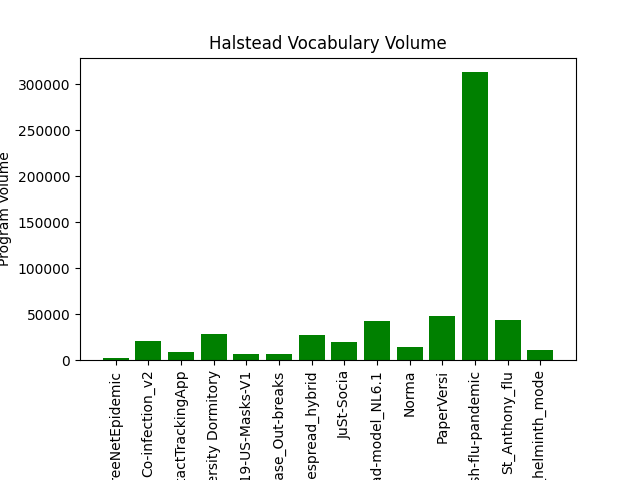 Halstead Vocabulary Volume
Program Volume
300000
250000
200000
150000
100000
50000
0
reeNetEpidemic
Co-infection_v2
actTrackingApp
ersity Dormitory
19-US-Masks-V1
ase_Out-breaks
espread_hybrid
JuSt-Socia
ad-model_NL6.1
Norma
PaperVersi
sh-flu-pandemic
St_Anthony_flu
helminth_mode